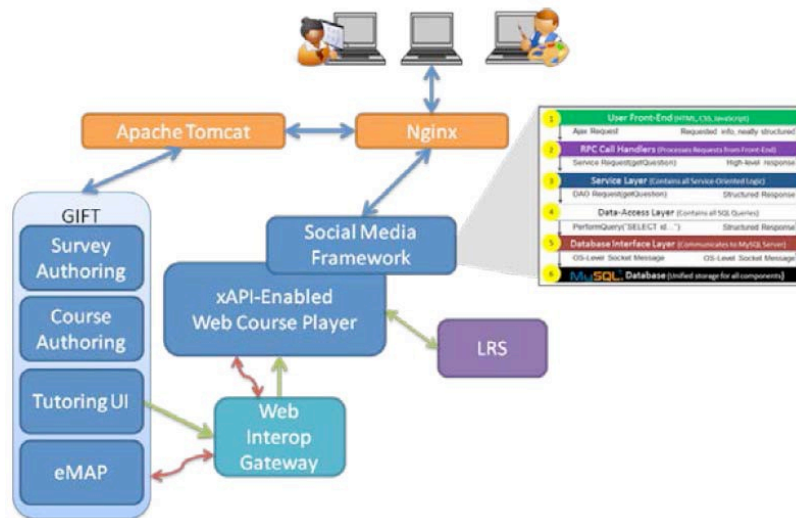 Apache Tomcat
Nginx
GIFT
Survey
Authoring
Course
Authoring
Tutoring UI
eMAP
Social Media
Framework
xAPI-Enabled
Web Course Player
LRS
Web
Interop
Gateway
1 User Front-End (HTML, CSS, JavaScript)
Ajax Request Requested info, neatly structured
2 RPC Call Handlers (Processes Requests from Front-End)
Service Request(getQuestion) High-level response
3 Service Layer (Contains all Service Oriented Logic)
DAO Request(getQuestion) Structured Response
4 Data-Access Layer (Contains all SQL Queries)
PerformQuery("SELECT id...") Structured Response
5 Database Interface Layer (Communicates to MySQL Server)
OS-Level Socket Message OS-Level Socket Message
6 MySQL. Database (Unified storage for all components)